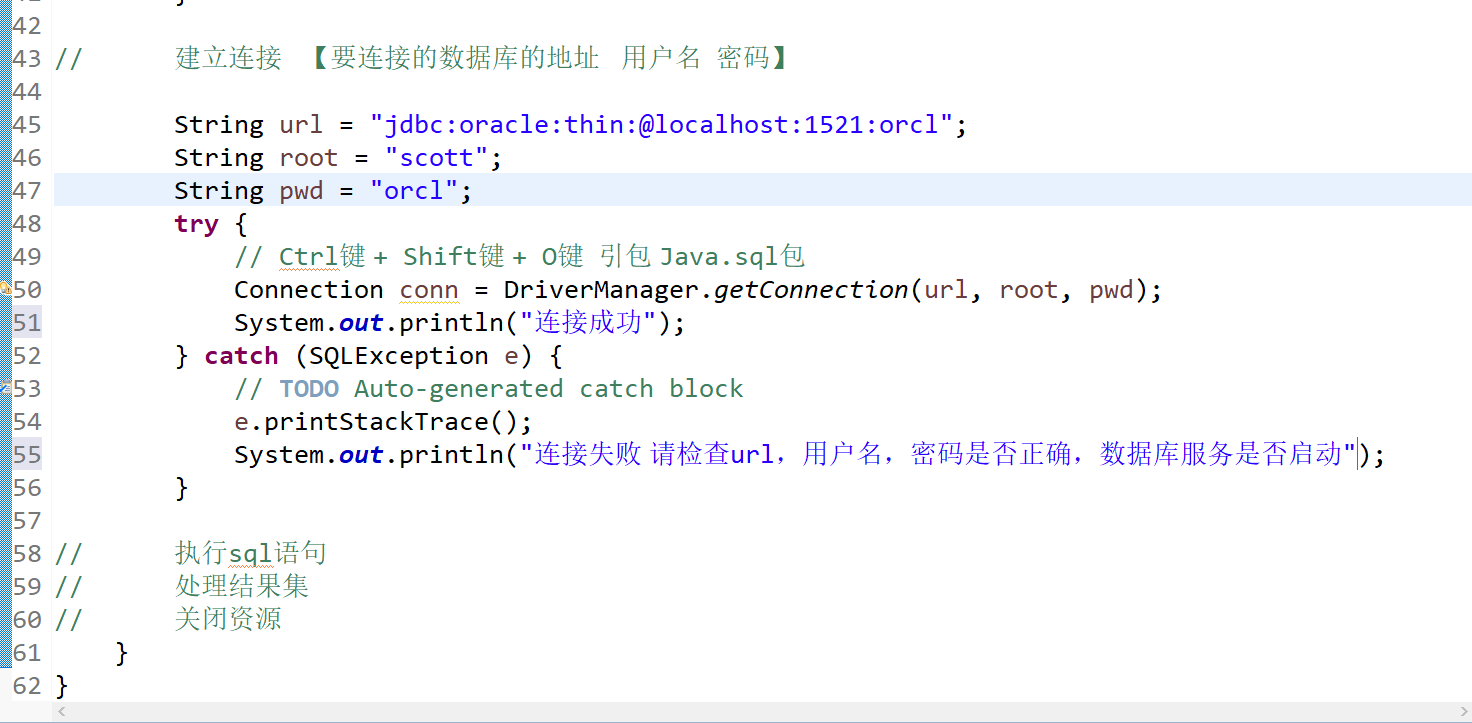 42
43 // 建立连接 【要连接的数据库的地址 用户名 密码】
44
45 String url = "jdbc:oracle:thin:@localhost:1521:orcl";
46 String root = "scott";
47 String pwd = "orcl";
48 try {
49 // Ctrl键 + Shift键 + O键 引包 Java.sql包
50 Connection conn = DriverManager.getConnection(url, root, pwd);
51 System.out.println("连接成功");
52 } catch (SQLException e) {
53 // TODO Auto-generated catch block
54 e.printStackTrace();
55 System.out.println("连接失败 请检查url，用户名，密码是否正确，数据库服务是否启动");
56 }
57
58 // 执行sql语句
59 // 处理结果集
60 // 关闭资源
61 }
62 }